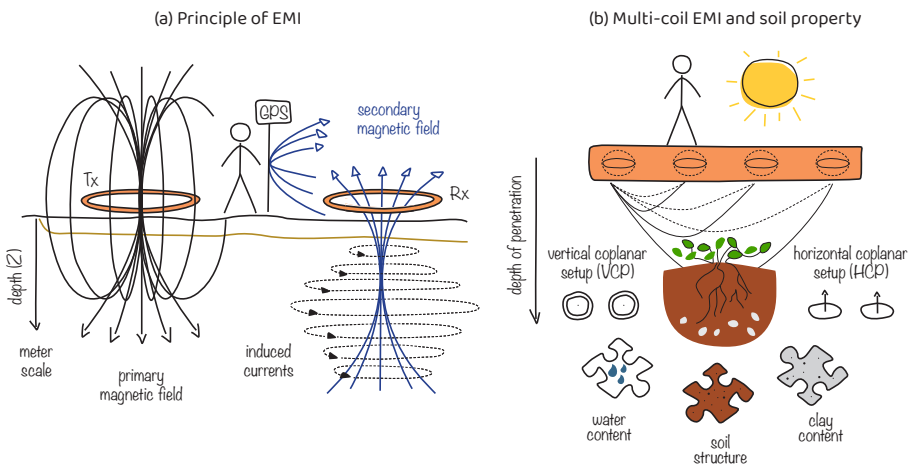 (a) Principle of EMI
GPS
secondary
magnetic field
Tx
Rx
depth (Z)
meter
scale
primary
magnetic field
induced
currents
(b) Multi-coil EMI and soil property
depth of penetration
vertical coplanar
setup (VCP)
horizontal coplanar
setup (HCP)
water
content
soil
structure
clay
content